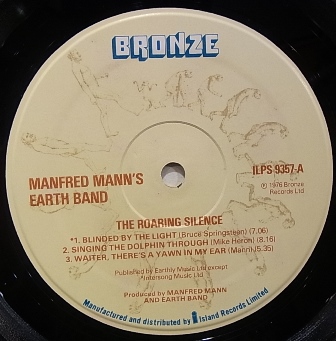 BRONZE
ILPS 9357-A
℗ 1976 Bronze
Records Ltd
MANFRED MANN'S
EARTH BAND
THE ROARING SILENCE
*1. BLINDED BY THE LIGHT (Bruce Springsteen) (7.06)
2. SINGING THE DOLPHIN THROUGH (Mike Heron) (8.16)
3. WAITER, THERE'S A YAWN IN MY EAR (Mann) (5.35)
Published by Earthly Music Ltd except
*Intersong Music Ltd.
Produced by MANFRED MANN
AND EARTH BAND
Manufactured and distributed by Island Records Limited